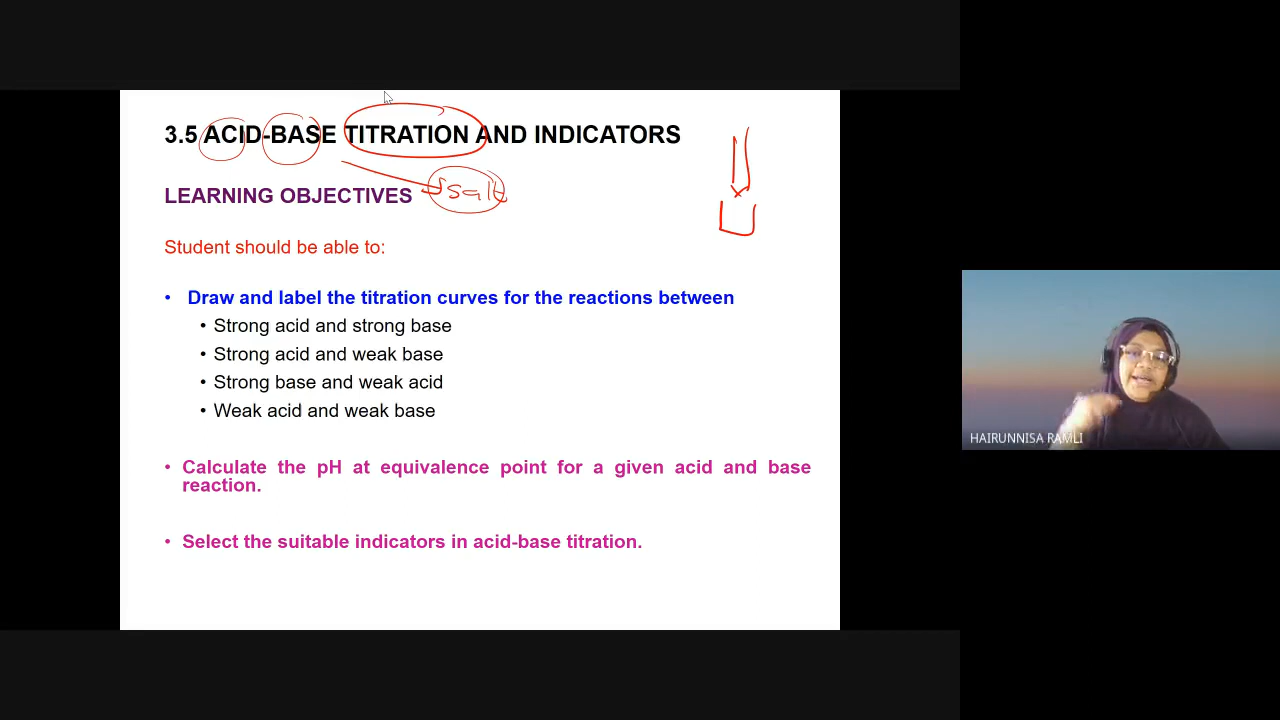 3.5 ACID-BASE TITRATION AND INDICATORS
salt
LEARNING OBJECTIVES
Student should be able to:
• Draw and label the titration curves for the reactions between
• Strong acid and strong base
• Strong acid and weak base
• Strong base and weak acid
• Weak acid and weak base
• Calculate the pH at equivalence point for a given acid and base
reaction.
• Select the suitable indicators in acid-base titration.
HAIRUNNISA RAMLI